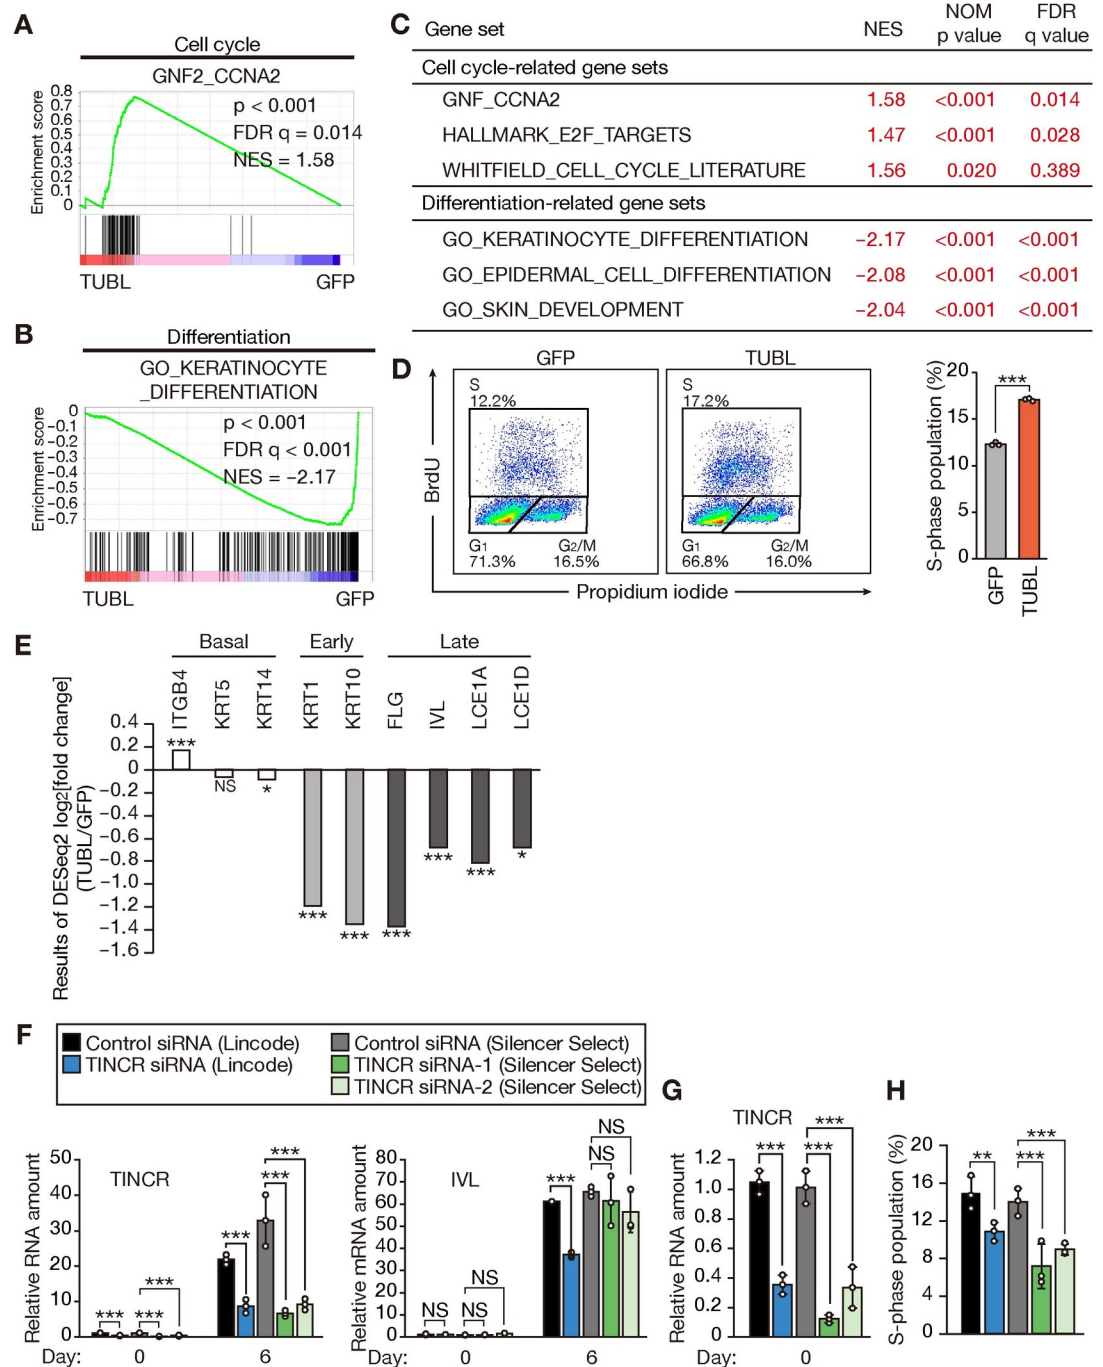 A
Cell cycle
GNF2_CCNA2
Enrichment score
0.8
0.7
0.6
0.5
0.4
0.3
0.2
0.1
0
p < 0.001
FDR q = 0.014
NES = 1.58
TUBL GFP
B
Differentiation
GO_KERATINOCYTE
_DIFFERENTIATION
Enrichment score
0
−0.1
−0.2
−0.3
−0.4
−0.5
−0.6
−0.7
p < 0.001
FDR q < 0.001
NES = −2.17
TUBL GFP
C
Gene set NES NOM p value FDR q value
Cell cycle-related gene sets
GNF_CCNA2 1.58 <0.001 0.014
HALLMARK_E2F_TARGETS 1.47 <0.001 0.028
WHITFIELD_CELL_CYCLE_LITERATURE 1.56 0.020 0.389
Differentiation-related gene sets
GO_KERATINOCYTE_DIFFERENTIATION −2.17 <0.001 <0.001
GO_EPIDERMAL_CELL_DIFFERENTIATION −2.08 <0.001 <0.001
GO_SKIN_DEVELOPMENT −2.04 <0.001 <0.001
D
GFP TUBL
S
12.2%
G1
71.3%
G2/M
16.5%
S
17.2%
G1
66.8%
G2/M
16.0%
BrdU
Propidium iodide
S-phase population (%)
20
15
10
5
0
***
GFP
TUBL
E
Basal Early Late
ITGB4 KRT5 KRT14 KRT1 KRT10 FLG IVL LCE1A LCE1D
Results of DESeq2 log2[fold change]
(TUBL/GFP)
0.4
0.2
0
−0.2
−0.4
−0.6
−0.8
−1.0
−1.2
−1.4
−1.6
*** NS * *** *** *** *** *** *
F
Control siRNA (Lincode)
TINCR siRNA (Lincode)
Control siRNA (Silencer Select)
TINCR siRNA-1 (Silencer Select)
TINCR siRNA-2 (Silencer Select)
TINCR
Relative RNA amount
50
40
30
20
10
0
*** *** *** *** *** ***
Day: 0 6
IVL
Relative mRNA amount
80
70
60
50
40
30
20
10
0
NS NS NS *** NS NS
Day: 0 6
G
TINCR
Relative RNA amount
1.2
1.0
0.8
0.6
0.4
0.2
0
*** *** ***
Day: 0
H
S-phase population (%)
20
16
12
8
4
0
** *** ***